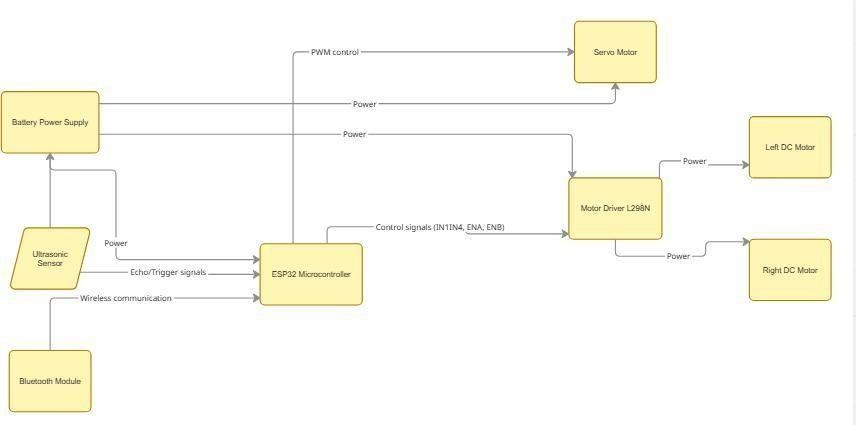 PWM control
Servo Motor
Power
Battery Power Supply
Power
Left DC Motor
Power
Motor Driver L298N
Control signals (IN1IN4, ENA, ENB)
Power
Power
Ultrasonic
Sensor
Echo/Trigger signals
ESP32 Microcontroller
Right DC Motor
Wireless communication
Bluetooth Module